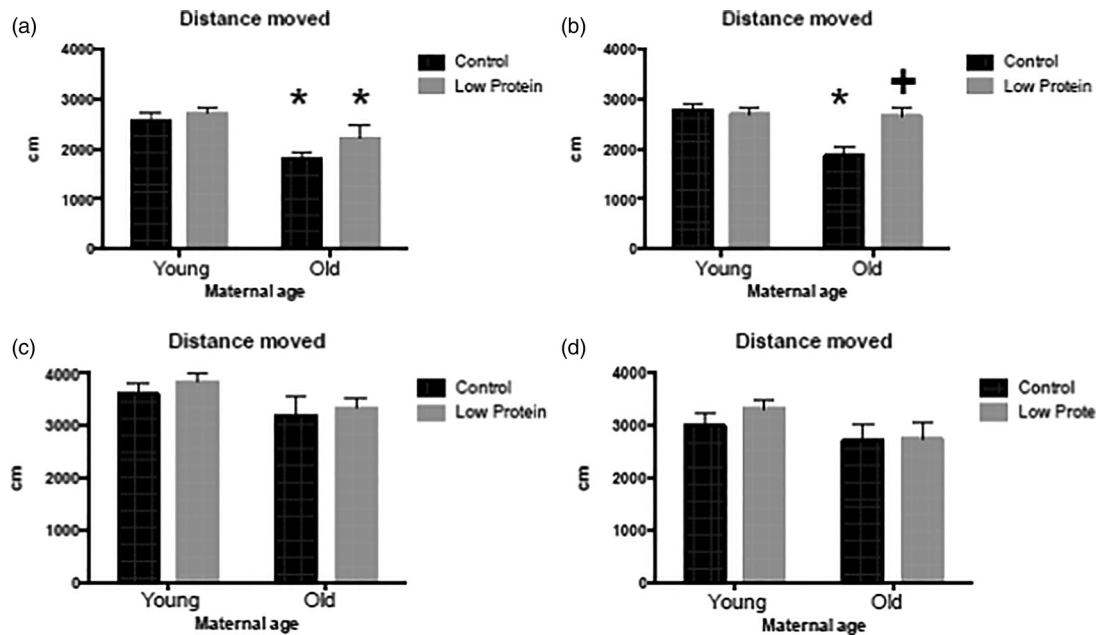 (a)
Distance moved
4000
3000
2000
1000
0
cm
* *
Young Old
Maternal age
Control
Low Protein
(b)
Distance moved
4000
3000
2000
1000
0
cm
* +
Young Old
Maternal age
Control
Low Protein
(c)
Distance moved
4000
3000
2000
1000
0
cm
Young Old
Maternal age
Control
Low Protein
(d)
Distance moved
4000
3000
2000
1000
0
cm
Young Old
Maternal age
Control
Low Prote